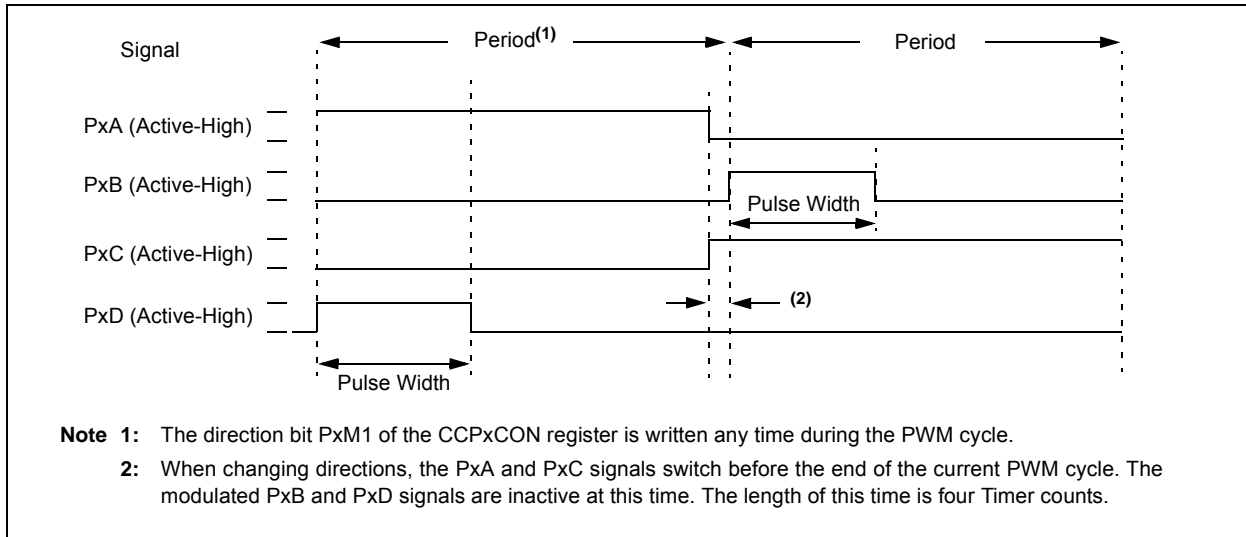 Signal
Period(1)
Period
PxA (Active-High)
PxB (Active-High)
Pulse Width
PxC (Active-High)
(2)
PxD (Active-High)
Pulse Width
Note 1: The direction bit PxM1 of the CCPxCON register is written any time during the PWM cycle.
2: When changing directions, the PxA and PxC signals switch before the end of the current PWM cycle. The
modulated PxB and PxD signals are inactive at this time. The length of this time is four Timer counts.